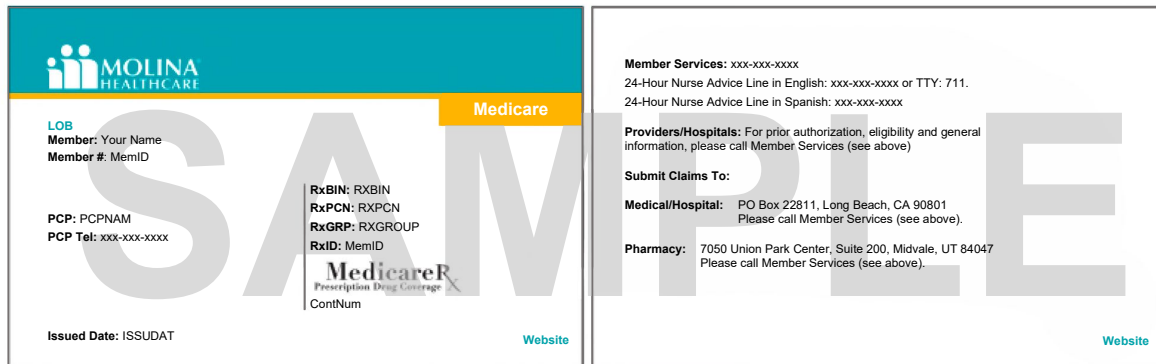 MOLINA
HEALTHCARE
Medicare
LOB
Member: Your Name
Member #: MemID
PCP: PCPNAM
PCP Tel: xxx-xxx-xxxx
RxBIN: RXBIN
RxPCN: RXPCN
RxGRP: RXGROUP
RxID: MemID
MedicareRx
Prescription Drug Coverage
ContNum
Issued Date: ISSUDAT
Website
Member Services: xxx-xxx-xxxx
24-Hour Nurse Advice Line in English: xxx-xxx-xxxx or TTY: 711.
24-Hour Nurse Advice Line in Spanish: xxx-xxx-xxxx
Providers/Hospitals: For prior authorization, eligibility and general
information, please call Member Services (see above)
Submit Claims To:
Medical/Hospital: PO Box 22811, Long Beach, CA 90801
Please call Member Services (see above).
Pharmacy: 7050 Union Park Center, Suite 200, Midvale, UT 84047
Please call Member Services (see above).
Website
SAMPLE